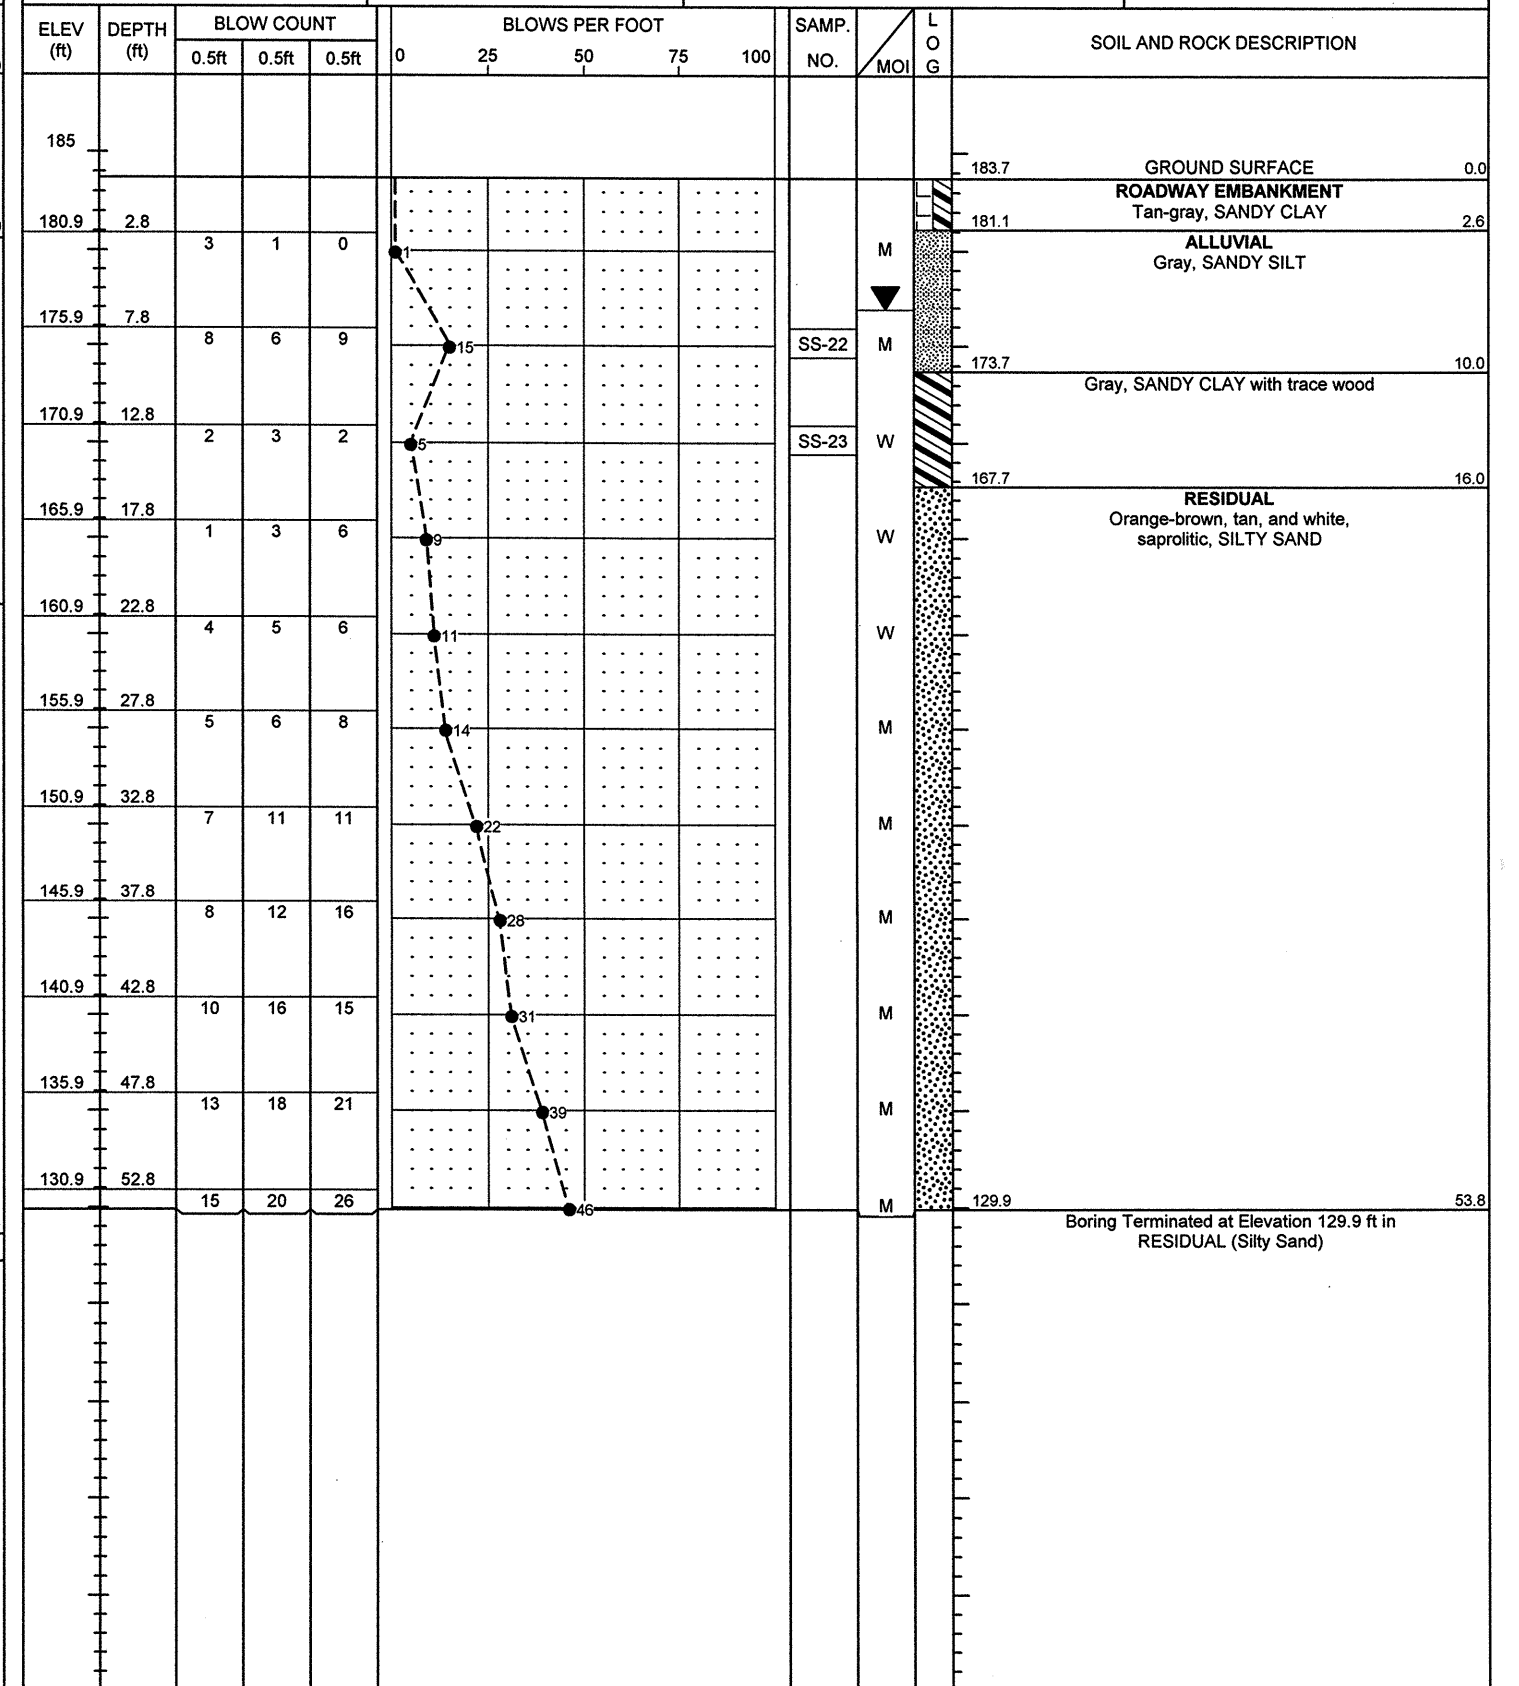 ELEV (ft) DEPTH (ft) BLOW COUNT BLOWS PER FOOT SAMP. NO. MOI LOG SOIL AND ROCK DESCRIPTION
0.5ft 0.5ft 0.5ft 0 25 50 75 100
185
183.7 GROUND SURFACE 0.0
ROADWAY EMBANKMENT
Tan-gray, SANDY CLAY
180.9 2.8 181.1 2.6
3 1 0 1 M ALLUVIAL
Gray, SANDY SILT
175.9 7.8
8 6 9 15 SS-22 M
173.7 10.0
Gray, SANDY CLAY with trace wood
170.9 12.8
2 3 2 5 SS-23 W
167.7 16.0
RESIDUAL
165.9 17.8 Orange-brown, tan, and white,
1 3 6 9 W saprolitic, SILTY SAND
160.9 22.8
4 5 6 11 W
155.9 27.8
5 6 8 14 M
150.9 32.8
7 11 11 22 M
145.9 37.8
8 12 16 28 M
140.9 42.8
10 16 15 31 M
135.9 47.8
13 18 21 39 M
130.9 52.8
15 20 26 46 M 129.9 53.8
Boring Terminated at Elevation 129.9 ft in
RESIDUAL (Silty Sand)